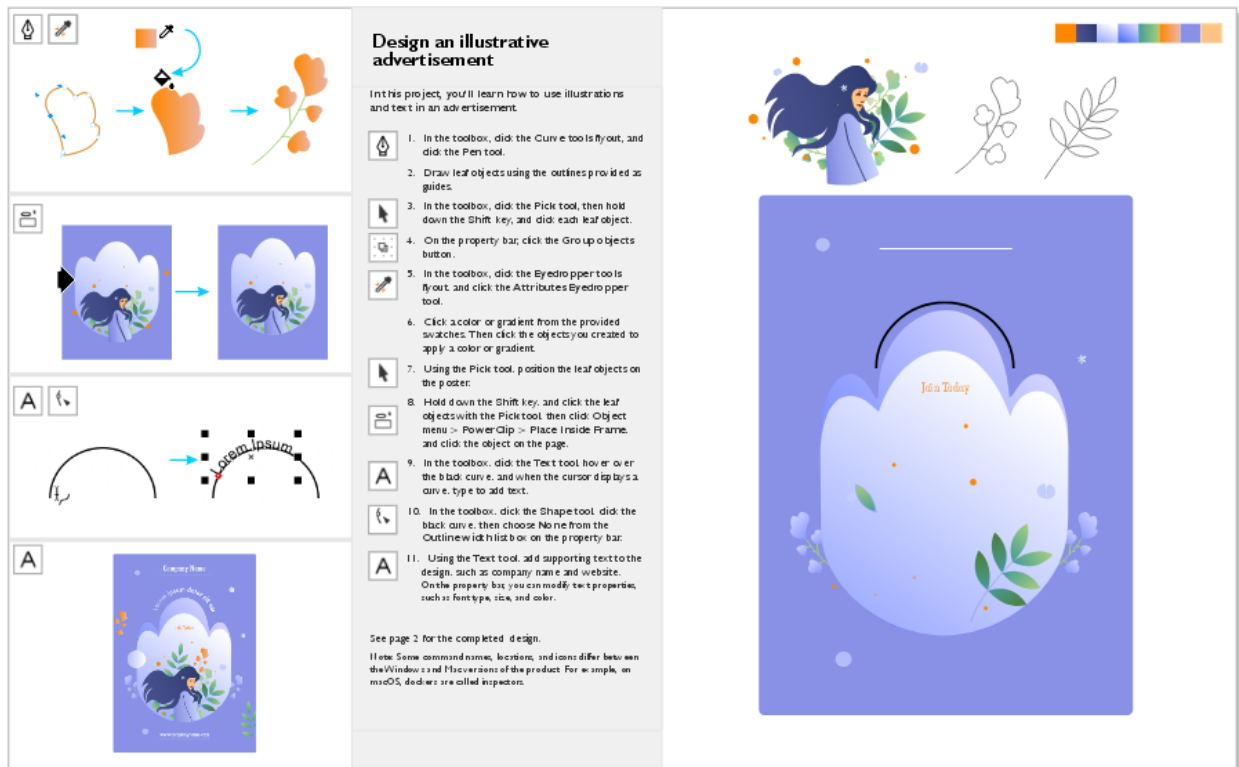 Design an illustrative
advertisement
In this project, you'll learn how to use illustrations
and text in an advertisement.
1. In the toolbox, click the Curve tools flyout, and
click the Pen tool.
2. Draw leaf objects using the outlines provided as
guides.
3. In the toolbox, click the Pick tool, then hold
down the Shift key, and click each leaf object.
4. On the property bar, click the Group objects
button.
5. In the toolbox, click the Eyedropper tools
flyout, and click the Attributes Eyedropper
tool.
6. Click a color or gradient from the provided
swatches. Then click the objects you created to
apply a color or gradient.
7. Using the Pick tool, position the leaf objects on
the poster.
8. Hold down the Shift key, and click the leaf
objects with the Pick tool, then click Object
menu > PowerClip > Place Inside Frame,
and click the object on the page.
9. In the toolbox, click the Text tool, hover over
the black curve, and when the cursor displays a
curve, type to add text.
10. In the toolbox, click the Shape tool, click the
black curve, then choose None from the
Outline width list box on the property bar.
11. Using the Text tool, add supporting text to the
design, such as company name and website.
On the property bar, you can modify text properties,
such as font type, size, and color.
See page 2 for the completed design.
Note: Some command names, locations, and icons differ between
the Windows and Mac versions of the product. For example, on
macOS, dockers are called inspectors.
A
Lorem Ipsum
A
Company Name
Lorem ipsum dolor sit am
Join Today
A
A
Join Today